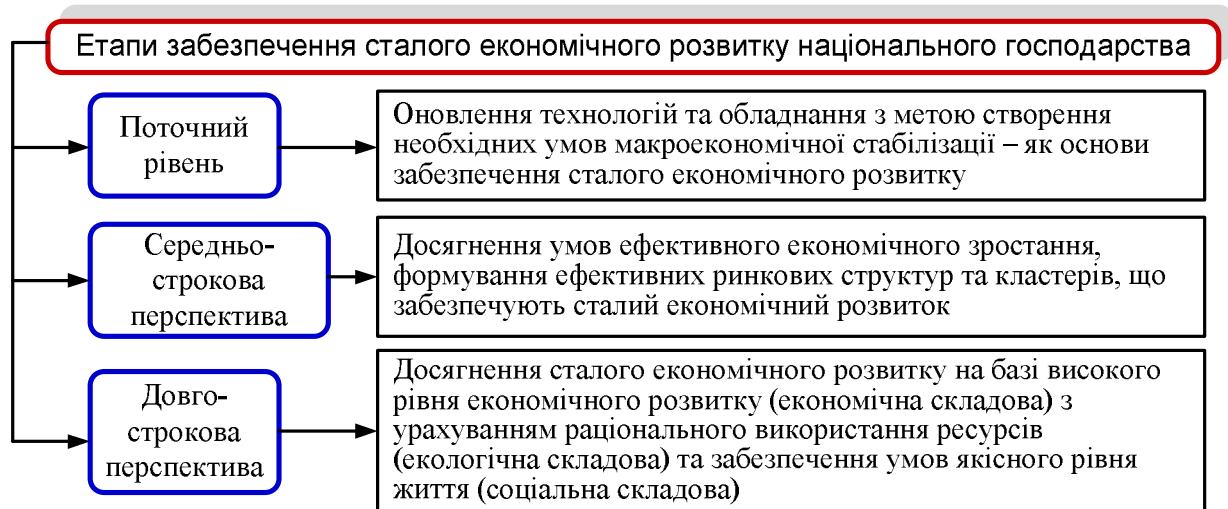 Етапи забезпечення сталого економічного розвитку національного господарства
Поточний
рівень
Оновлення технологій та обладнання з метою створення
необхідних умов макроекономічної стабілізації – як основи
забезпечення сталого економічного розвитку
Середньо-
строкова
перспектива
Досягнення умов ефективного економічного зростання,
формування ефективних ринкових структур та кластерів, що
забезпечують сталий економічний розвиток
Довго-
строкова
перспектива
Досягнення сталого економічного розвитку на базі високого
рівня економічного розвитку (економічна складова) з
урахуванням раціонального використання ресурсів
(екологічна складова) та забезпечення умов якісного рівня
життя (соціальна складова)